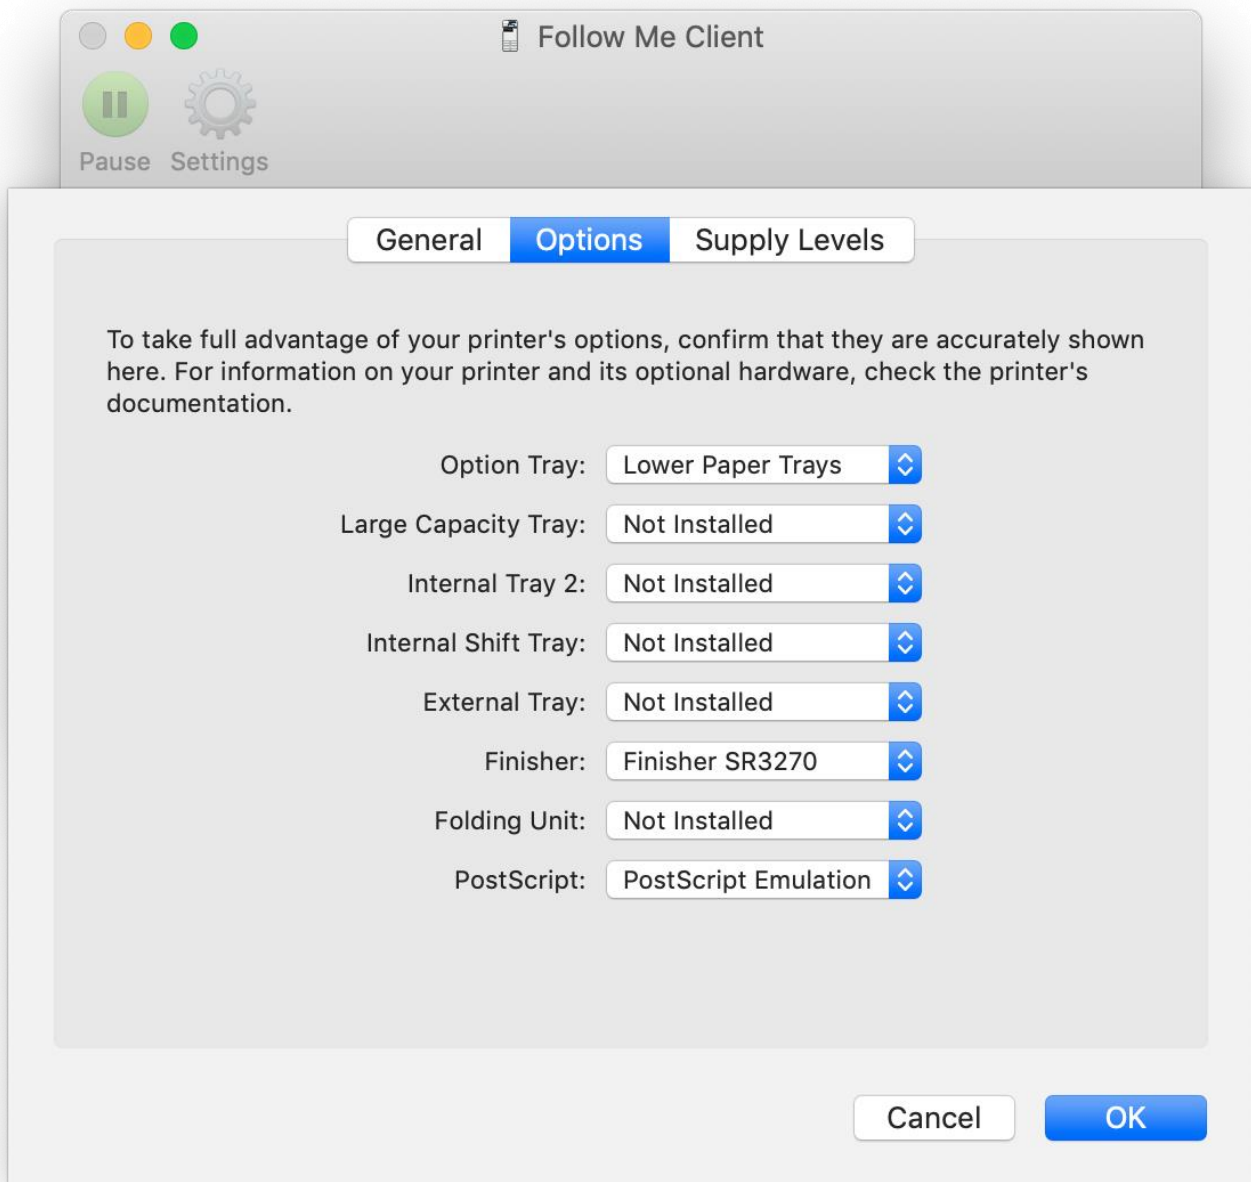 Follow Me Client
Pause Settings
General Options Supply Levels
To take full advantage of your printer's options, confirm that they are accurately shown
here. For information on your printer and its optional hardware, check the printer's
documentation.
Option Tray: Lower Paper Trays
Large Capacity Tray: Not Installed
Internal Tray 2: Not Installed
Internal Shift Tray: Not Installed
External Tray: Not Installed
Finisher: Finisher SR3270
Folding Unit: Not Installed
PostScript: PostScript Emulation
Cancel OK